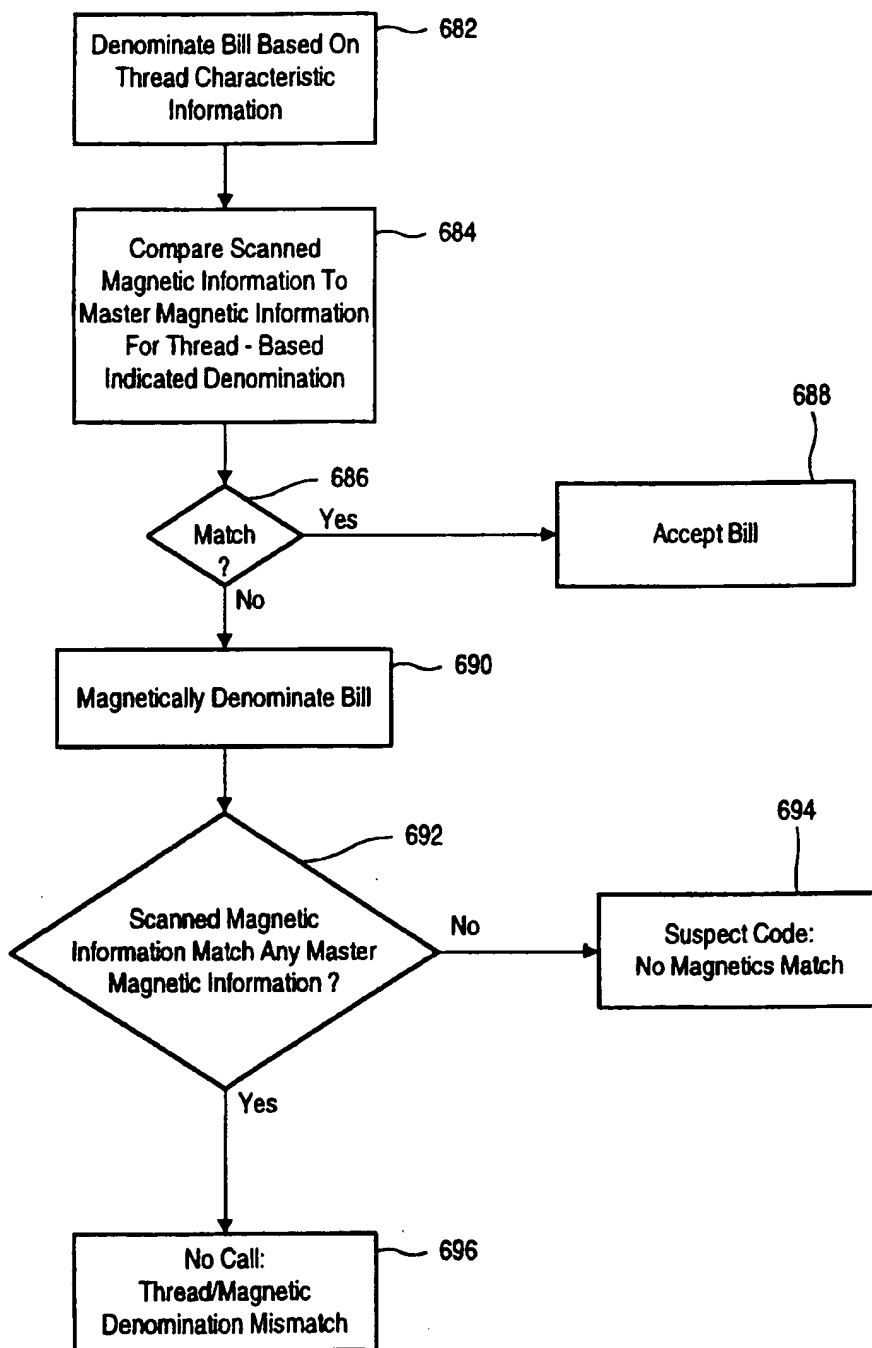 682
Denominate Bill Based On
Thread Characteristic
Information
684
Compare Scanned
Magnetic Information To
Master Magnetic Information
For Thread - Based
Indicated Denomination
686
Match
?
Yes
No
688
Accept Bill
690
Magnetically Denominate Bill
692
Scanned Magnetic
Information Match Any Master
Magnetic Information ?
No
Yes
694
Suspect Code:
No Magnetics Match
696
No Call:
Thread/Magnetic
Denomination Mismatch